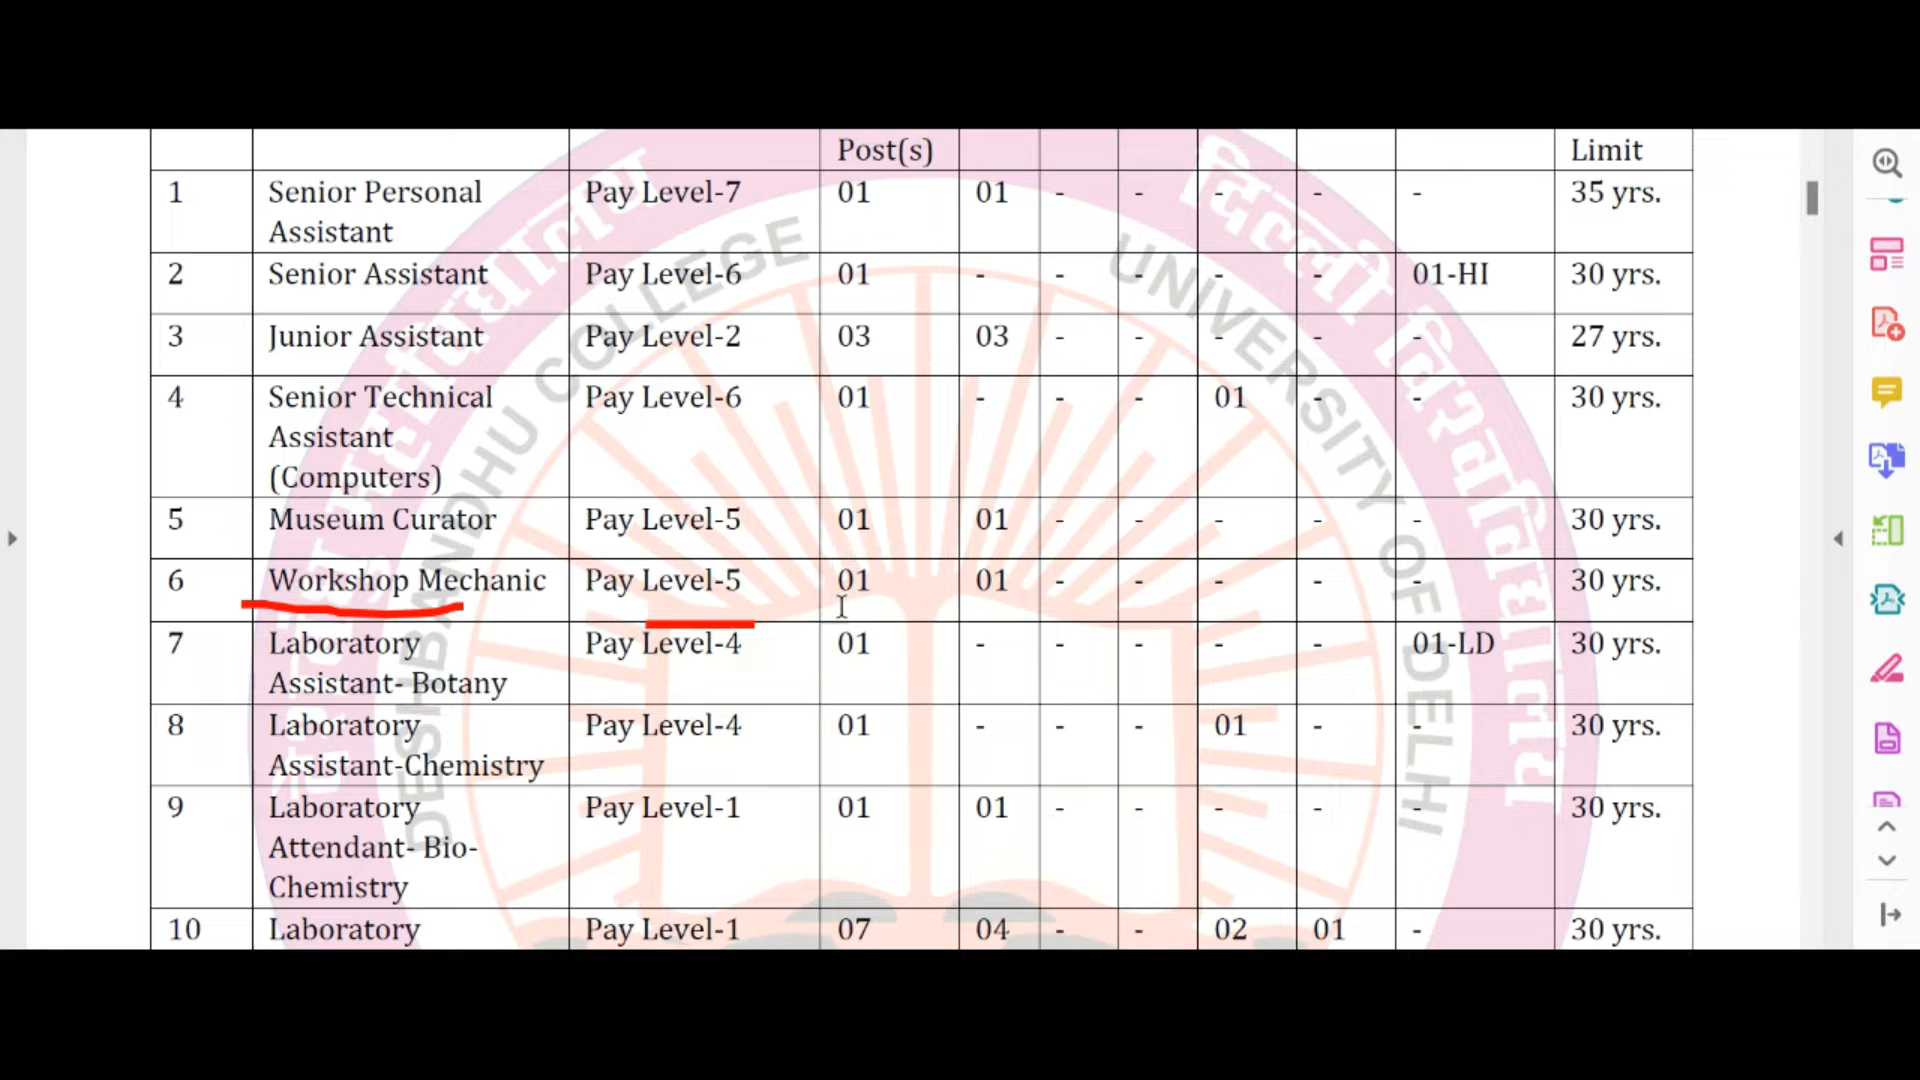 Post(s) Limit
1 Senior Personal Pay Level-7 01 01 - - - - - 35 yrs.
Assistant
2 Senior Assistant Pay Level-6 01 - - - - - 01-HI 30 yrs.
3 Junior Assistant Pay Level-2 03 03 - - - - - 27 yrs.
4 Senior Technical Pay Level-6 01 - - - 01 - - 30 yrs.
Assistant
(Computers)
5 Museum Curator Pay Level-5 01 01 - - - - - 30 yrs.
6 Workshop Mechanic Pay Level-5 01 01 - - - - - 30 yrs.
7 Laboratory Pay Level-4 01 - - - - - 01-LD 30 yrs.
Assistant- Botany
8 Laboratory Pay Level-4 01 - - - 01 - - 30 yrs.
Assistant-Chemistry
9 Laboratory Pay Level-1 01 01 - - - - - 30 yrs.
Attendant- Bio-
Chemistry
10 Laboratory Pay Level-1 07 04 - - 02 01 - 30 yrs.
DESHBANDHU COLLEGE
UNIVERSITY OF DELHI
दिल्ली विश्वविद्यालय